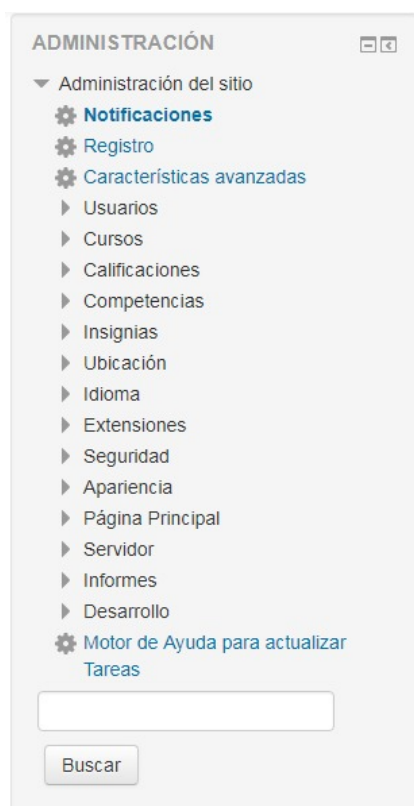 ADMINISTRACIÓN
Administración del sitio
Notificaciones
Registro
Características avanzadas
Usuarios
Cursos
Calificaciones
Competencias
Insignias
Ubicación
Idioma
Extensiones
Seguridad
Apariencia
Página Principal
Servidor
Informes
Desarrollo
Motor de Ayuda para actualizar
Tareas
Buscar